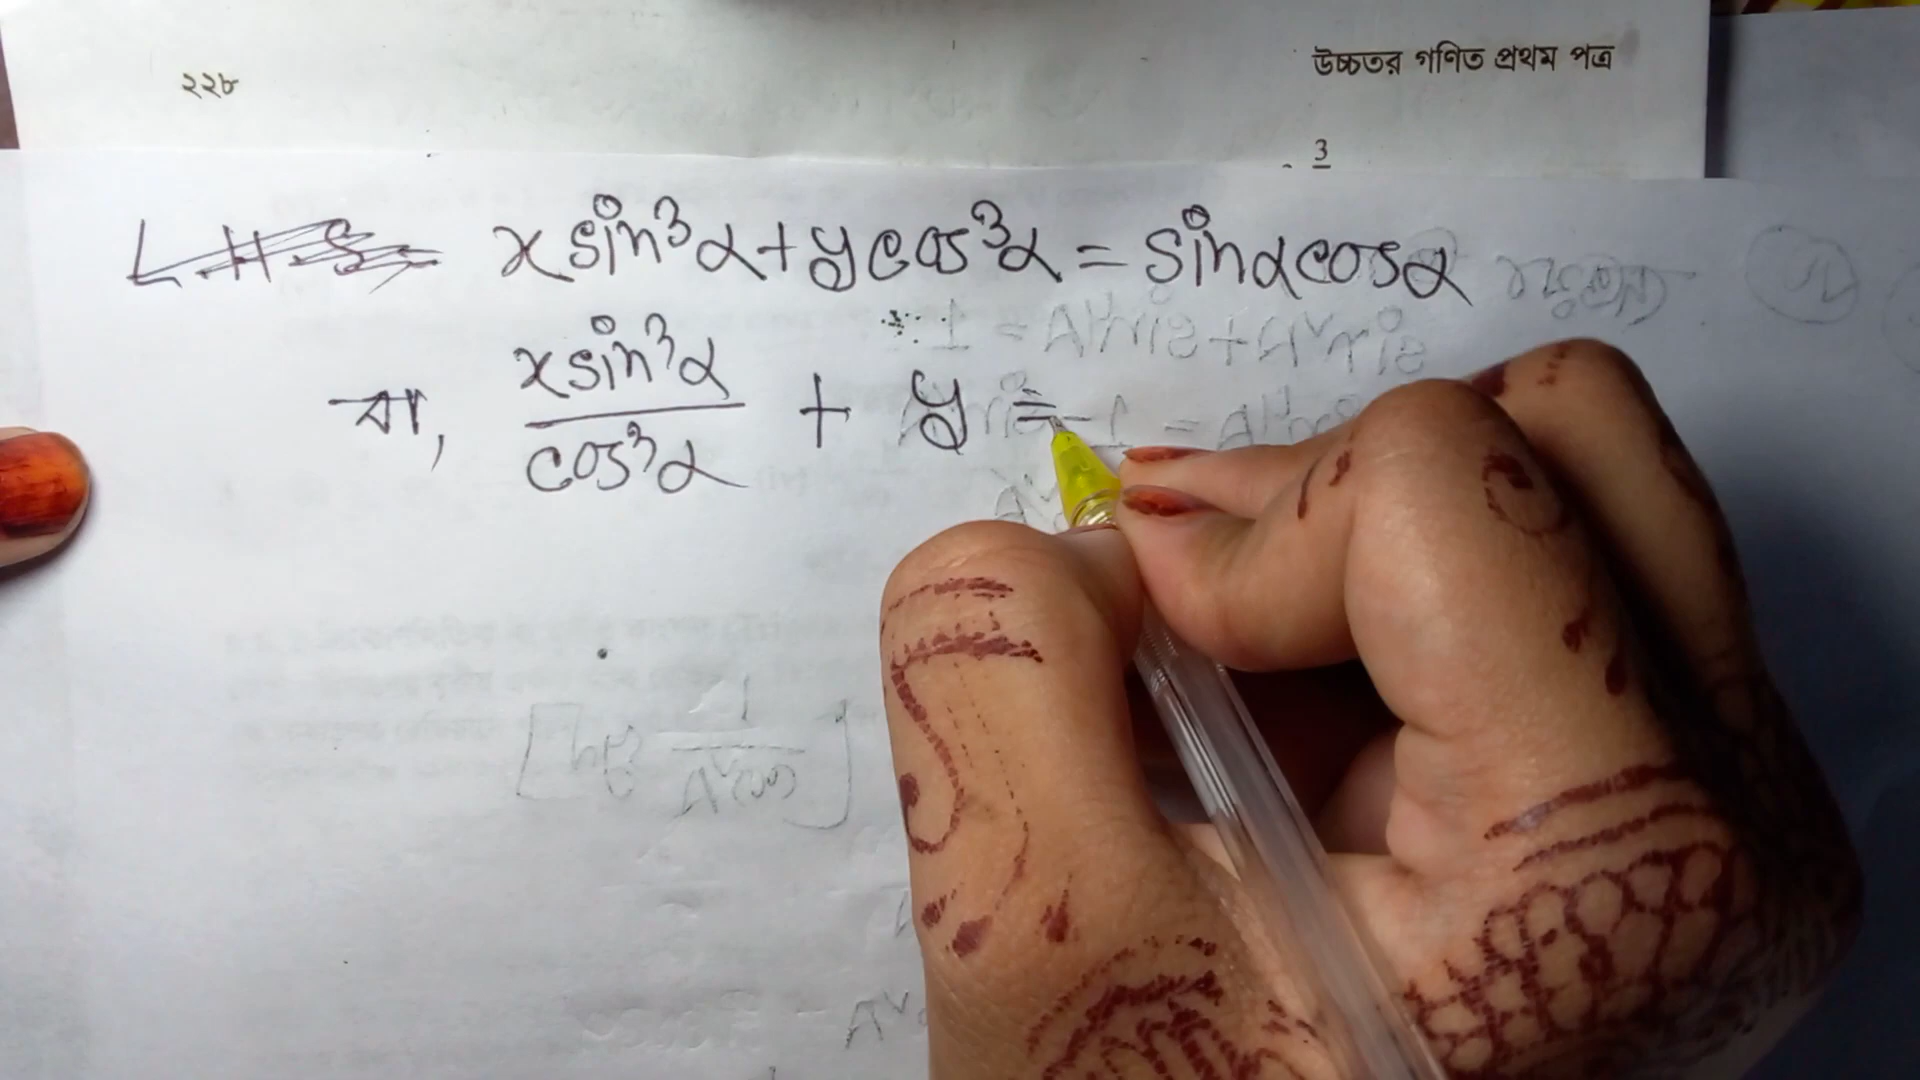 ২২৮
উচ্চতর গণিত প্রথম পত্র
3
L.H.S = x sin³α + y cos³α = sinα cosα
বা, x sin³α / cos³α + y =